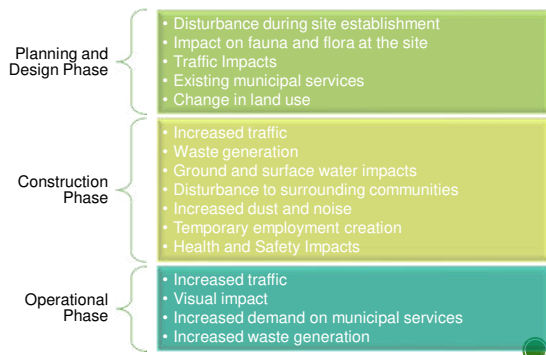 Planning and
Design Phase
• Disturbance during site establishment
• Impact on fauna and flora at the site
• Traffic Impacts
• Existing municipal services
• Change in land use
Construction
Phase
• Increased traffic
• Waste generation
• Ground and surface water impacts
• Disturbance to surrounding communities
• Increased dust and noise
• Temporary employment creation
• Health and Safety Impacts
Operational
Phase
• Increased traffic
• Visual impact
• Increased demand on municipal services
• Increased waste generation